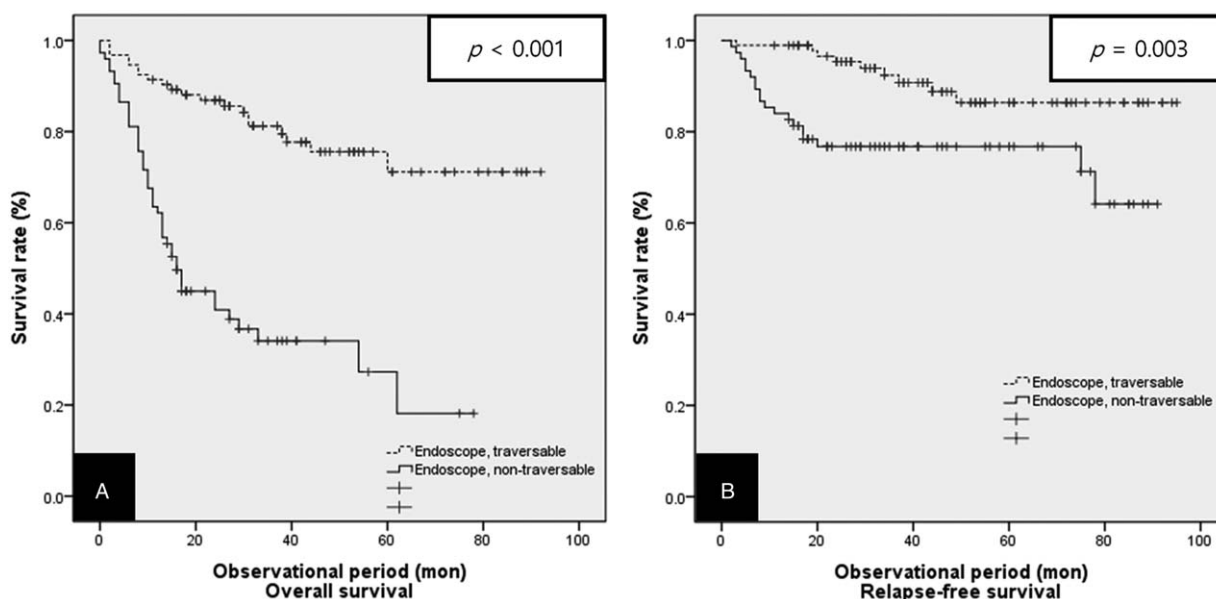 p < 0.001
Survival rate (%)
1.0
0.8
0.6
0.4
0.2
0.0
Endoscope, traversable
Endoscope, non-traversable
A
0 20 40 60 80 100
Observational period (mon)
Overall survival
p = 0.003
Survival rate (%)
1.0
0.8
0.6
0.4
0.2
0.0
Endoscope, traversable
Endoscope, non-traversable
B
0 20 40 60 80 100
Observational period (mon)
Relapse-free survival